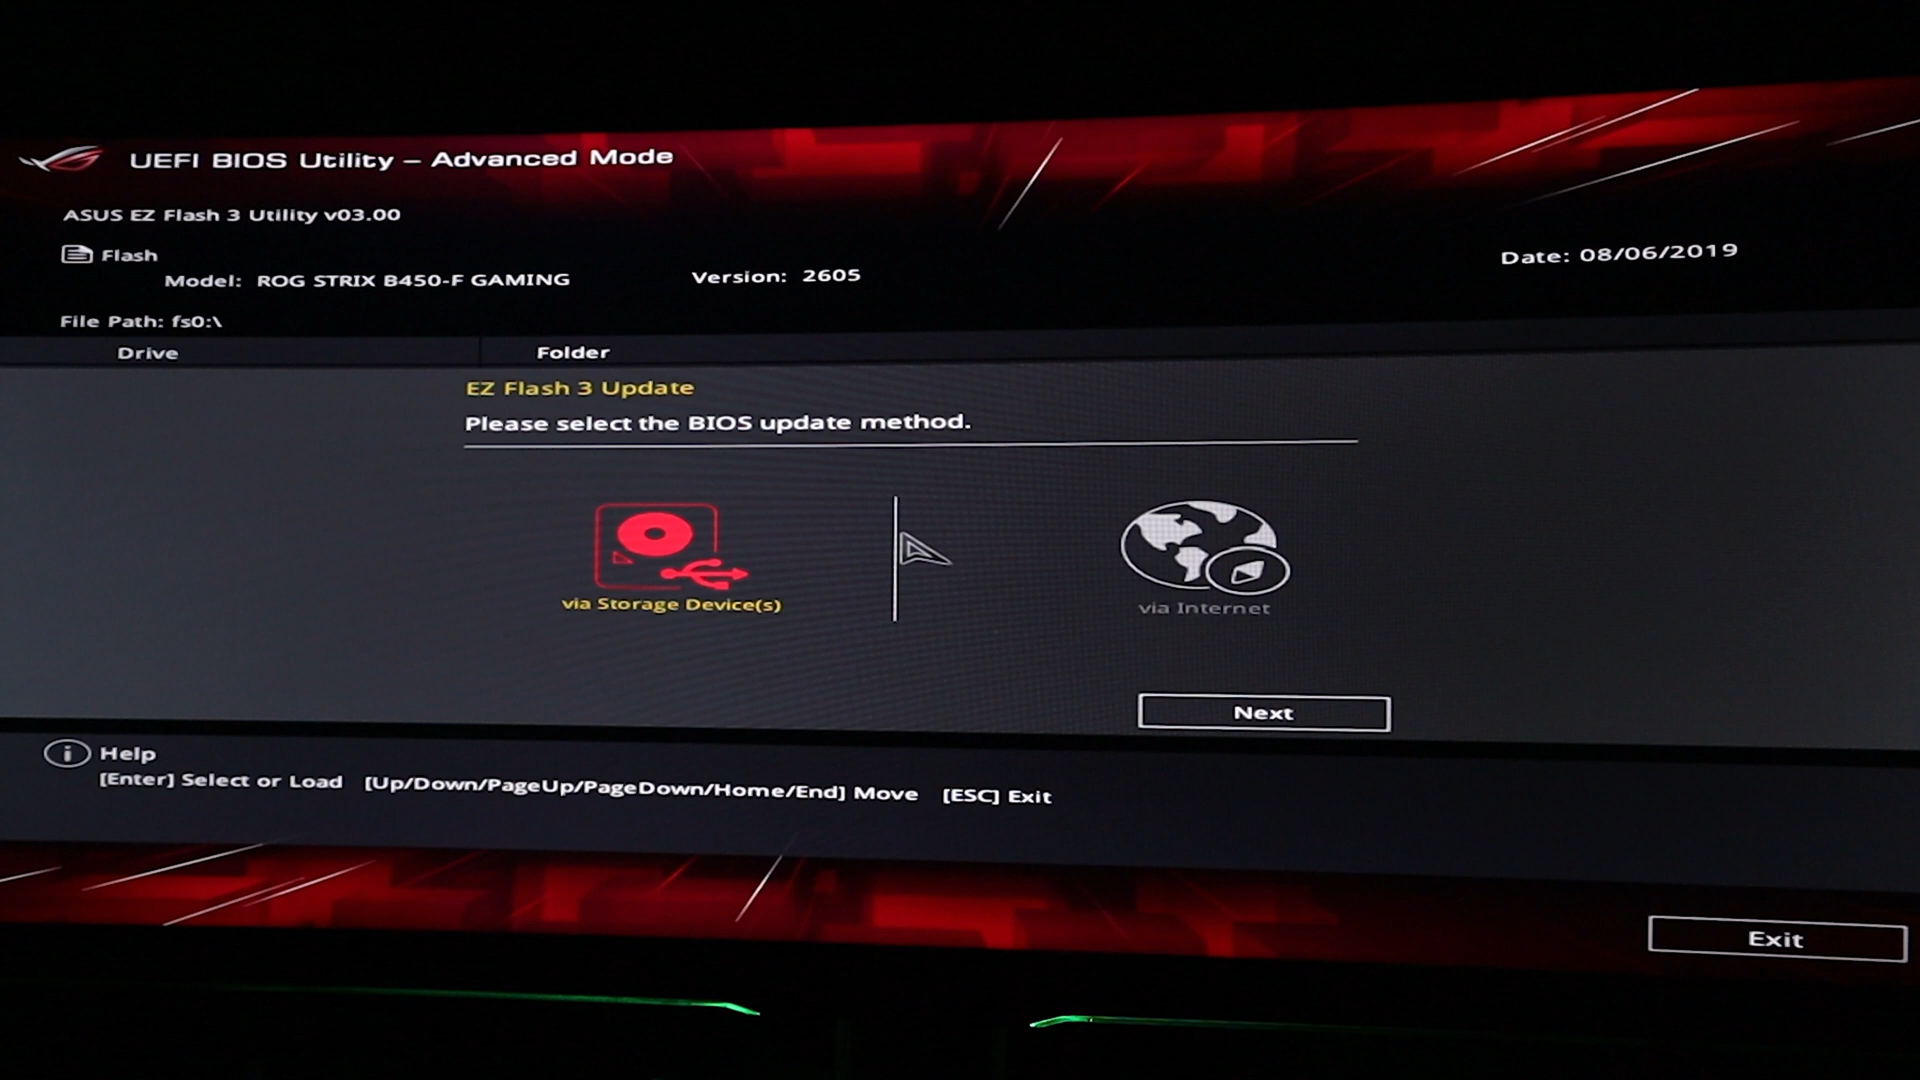 UEFI BIOS Utility – Advanced Mode
ASUS EZ Flash 3 Utility v03.00
Flash
Model: ROG STRIX B450-F GAMING Version: 2605 Date: 08/06/2019
File Path: fs0:\
Drive Folder
EZ Flash 3 Update
Please select the BIOS update method.
via Storage Device(s) via Internet
Next
Help
[Enter] Select or Load [Up/Down/PageUp/PageDown/Home/End] Move [ESC] Exit
Exit